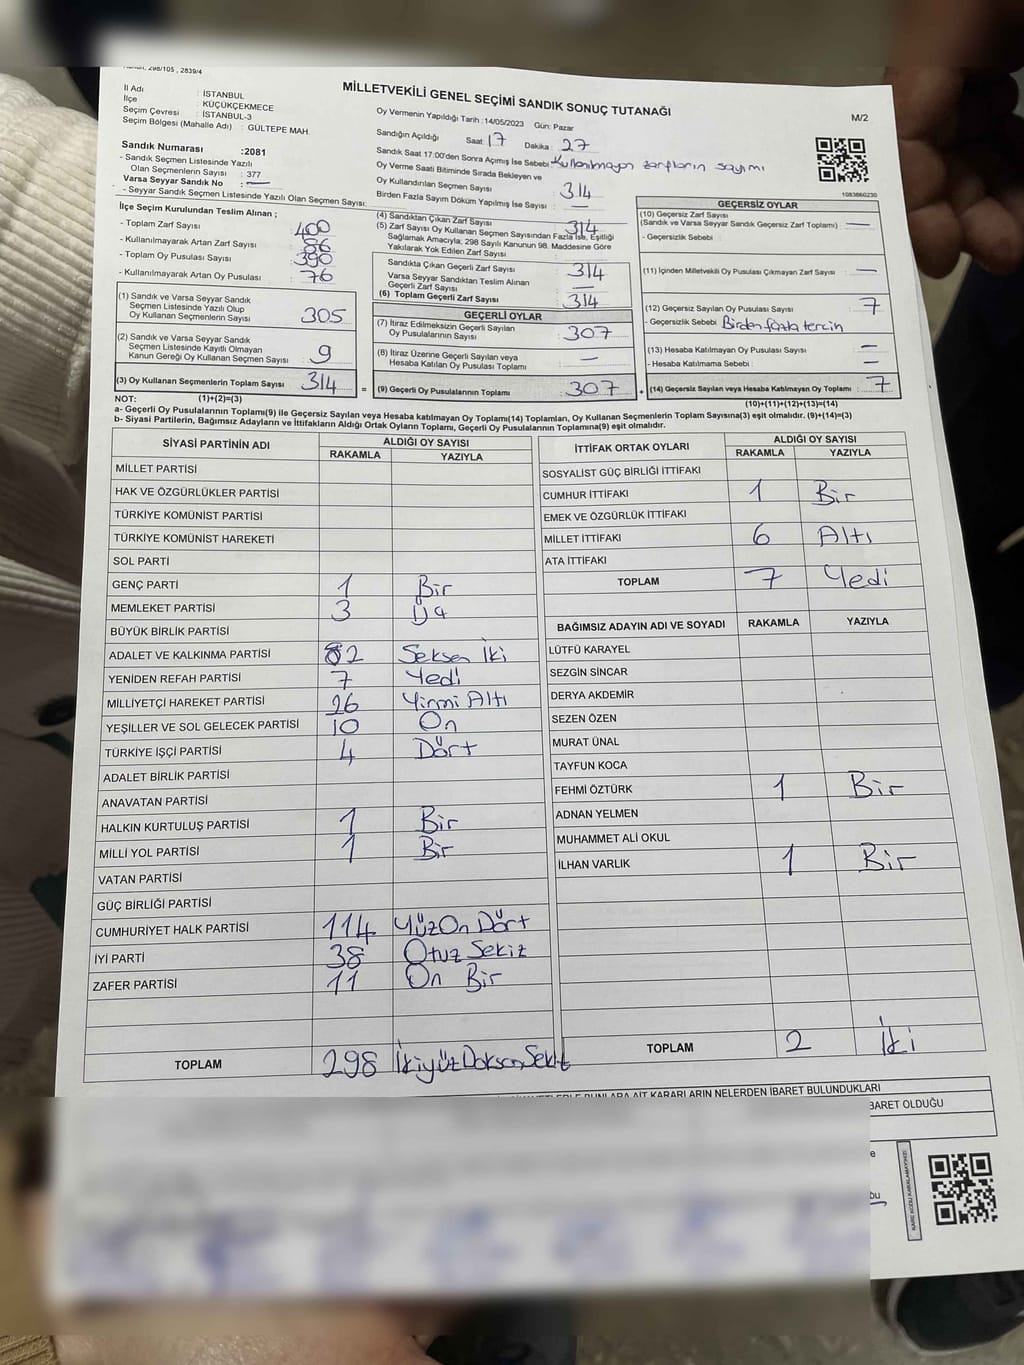 298/105 , 2839/4
MİLLETVEKİLİ GENEL SEÇİMİ SANDIK SONUÇ TUTANAĞI
M/2
İl Adı : İSTANBUL
İlçe : KÜÇÜKÇEKMECE
Seçim Çevresi : İSTANBUL-3
Seçim Bölgesi (Mahalle Adı) : GÜLTEPE MAH.
Oy Vermenin Yapıldığı Tarih :14/05/2023 Gün: Pazar
Sandığın Açıldığı Saat 17 Dakika : 27
Sandık Saat 17.00'den Sonra Açımış İse Sebebi Kullanılmayan zarfların sayımı
Sandık Numarası :2081
- Sandık Seçmen Listesinde Yazılı
Olan Seçmenlerin Sayısı : 377
Varsa Seyyar Sandık No : —
- Seyyar Sandık Seçmen Listesinde Yazılı Olan Seçmen Sayısı:
Oy Verme Saati Bitiminde Sırada Bekleyen ve
Oy Kullandırılan Seçmen Sayısı : 314
Birden Fazla Sayım Döküm Yapılmış İse Sayısı : —
1083860230
İlçe Seçim Kurulundan Teslim Alınan ;
- Toplam Zarf Sayısı : 400
- Kullanılmayarak Artan Zarf Sayısı : 86
- Toplam Oy Pusulası Sayısı : 390
- Kullanılmayarak Artan Oy Pusulası : 76
(1) Sandık ve Varsa Seyyar Sandık
Seçmen Listesinde Yazılı Olup
Oy Kullanan Seçmenlerin Sayısı : 305
(2) Sandık ve Varsa Seyyar Sandık
Seçmen Listesinde Kayıtlı Olmayan
Kanun Gereği Oy Kullanan Seçmen Sayısı : 9
(3) Oy Kullanan Seçmenlerin Toplam Sayısı : 314
(4) Sandıktan Çıkan Zarf Sayısı : 314
(5) Zarf Sayısı Oy Kullanan Seçmen Sayısından Fazla İse, Eşitliği
Sağlamak Amacıyla, 298 Sayılı Kanunun 98. Maddesine Göre
Yakılarak Yok Edilen Zarf Sayısı :
Sandıkta Çıkan Geçerli Zarf Sayısı : 314
Varsa Seyyar Sandıktan Teslim Alınan
Geçerli Zarf Sayısı : —
(6) Toplam Geçerli Zarf Sayısı : 314
GEÇERLİ OYLAR
(7) İtiraz Edilmeksizin Geçerli Sayılan
Oy Pusulalarının Sayısı : 307
(8) İtiraz Üzerine Geçerli Sayılan veya
Hesaba Katılan Oy Pusulası Toplamı : —
= (9) Geçerli Oy Pusulalarının Toplamı : 307
GEÇERSİZ OYLAR
(10) Geçersiz Zarf Sayısı
(Sandık ve Varsa Seyyar Sandık Geçersiz Zarf Toplamı) : —
- Geçersizlik Sebebi :
(11) İçinden Milletvekili Oy Pusulası Çıkmayan Zarf Sayısı : —
(12) Geçersiz Sayılan Oy Pusulası Sayısı : 7
- Geçersizlik Sebebi : Birden fazla tercin
(13) Hesaba Katılmayan Oy Pusulası Sayısı : —
- Hesaba Katılmama Sebebi : —
+ (14) Geçersiz Sayılan veya Hesaba Katılmayan Oy Toplamı : 7
NOT: (1)+(2)=(3)
(10)+(11)+(12)+(13)=(14)
a- Geçerli Oy Pusulalarının Toplamı(9) ile Geçersiz Sayılan veya Hesaba katılmayan Oy Toplamı(14) Toplamları, Oy Kullanan Seçmenlerin Toplam Sayısına(3) eşit olmalıdır. (9)+(14)=(3)
b- Siyasi Partilerin, Bağımsız Adayların ve İttifakların Aldığı Ortak Oyların Toplamı, Geçerli Oy Pusulalarının Toplamına(9) eşit olmalıdır.
SİYASİ PARTİNİN ADI ALDIĞI OY SAYISI
RAKAMLA YAZIYLA
MİLLET PARTİSİ
HAK VE ÖZGÜRLÜKLER PARTİSİ
TÜRKİYE KOMÜNİST PARTİSİ
TÜRKİYE KOMÜNİST HAREKETİ
SOL PARTİ
GENÇ PARTİ 1 Bir
MEMLEKET PARTİSİ 3 Üç
BÜYÜK BİRLİK PARTİSİ
ADALET VE KALKINMA PARTİSİ 82 Seksen İki
YENİDEN REFAH PARTİSİ 7 Yedi
MİLLİYETÇİ HAREKET PARTİSİ 26 Yirmi Altı
YEŞİLLER VE SOL GELECEK PARTİSİ 10 On
TÜRKİYE İŞÇİ PARTİSİ 4 Dört
ADALET BİRLİK PARTİSİ
ANAVATAN PARTİSİ
HALKIN KURTULUŞ PARTİSİ 1 Bir
MİLLİ YOL PARTİSİ 1 Bir
VATAN PARTİSİ
GÜÇ BİRLİĞİ PARTİSİ
CUMHURİYET HALK PARTİSİ 114 YüzOn Dört
İYİ PARTİ 38 Otuz Sekiz
ZAFER PARTİSİ 11 On Bir
TOPLAM 298 İkiyüzDoksanSekiz
İTTİFAK ORTAK OYLARI ALDIĞI OY SAYISI
RAKAMLA YAZIYLA
SOSYALİST GÜÇ BİRLİĞİ İTTİFAKI
CUMHUR İTTİFAKI 1 Bir
EMEK VE ÖZGÜRLÜK İTTİFAKI
MİLLET İTTİFAKI 6 Altı
ATA İTTİFAKI
TOPLAM 7 Yedi
BAĞIMSIZ ADAYIN ADI VE SOYADI RAKAMLA YAZIYLA
LÜTFÜ KARAYEL
SEZGİN SİNCAR
DERYA AKDEMİR
SEZEN ÖZEN
MURAT ÜNAL
TAYFUN KOCA
FEHMİ ÖZTÜRK 1 Bir
ADNAN YELMEN
MUHAMMET ALİ OKUL
İLHAN VARLIK 1 Bir
TOPLAM 2 İki
BUNLARA AİT KARARLARIN NELERDEN İBARET BULUNDUKLARI
BARET OLDUĞU
e
bu
KARE KODU KARALAMAYINIZ!